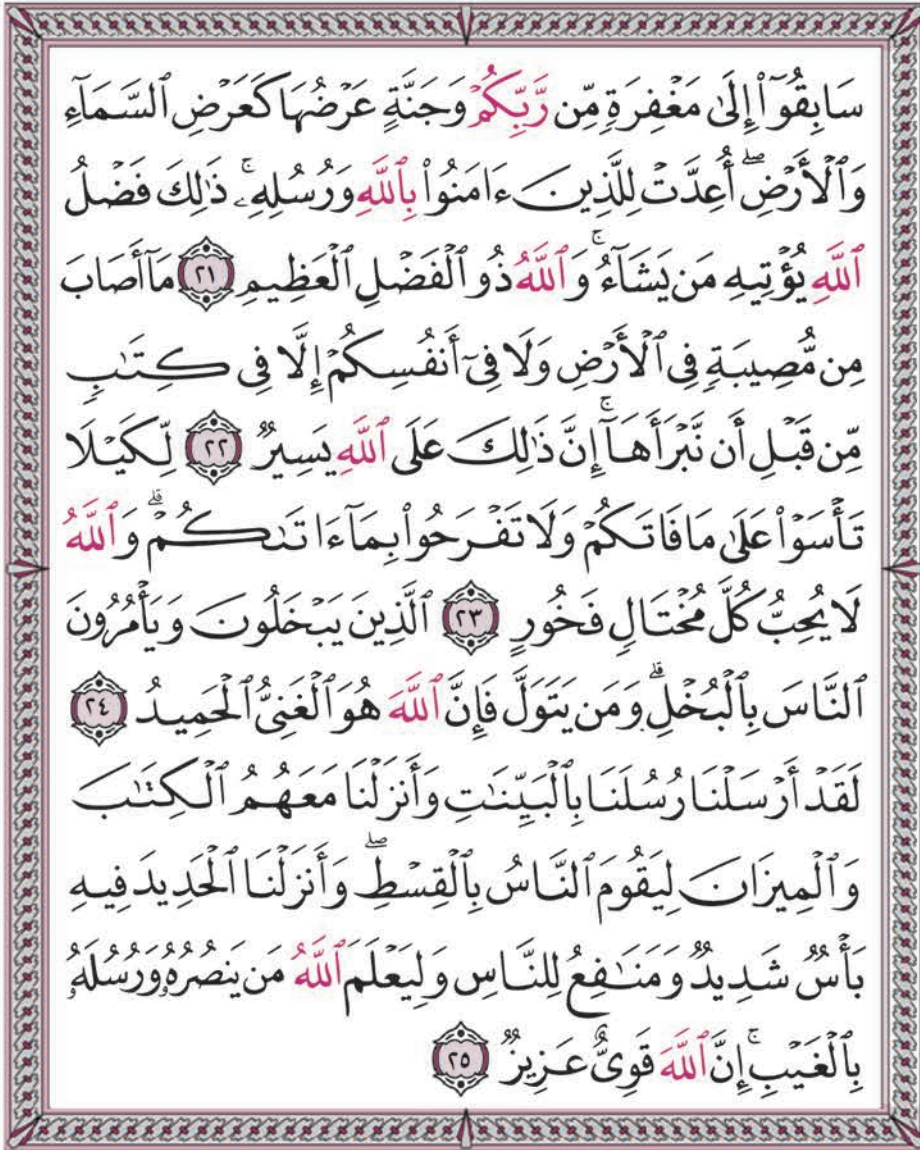 سَابِقُوٓا۟ إِلَىٰ مَغْفِرَةٍ مِّن رَّبِّكُمْ وَجَنَّةٍ عَرْضُهَا كَعَرْضِ ٱلسَّمَآءِ
وَٱلْأَرْضِ ۖ أُعِدَّتْ لِلَّذِينَ ءَامَنُوا۟ بِٱللَّهِ وَرُسُلِهِۦ ۚ ذَٰلِكَ فَضْلُ
ٱللَّهِ يُؤْتِيهِ مَن يَشَآءُ ۚ وَٱللَّهُ ذُو ٱلْفَضْلِ ٱلْعَظِيمِ ٢١ مَآ أَصَابَ
مِن مُّصِيبَةٍ فِى ٱلْأَرْضِ وَلَا فِىٓ أَنفُسِكُمْ إِلَّا فِى كِتَٰبٍ
مِّن قَبْلِ أَن نَّبْرَأَهَآ ۚ إِنَّ ذَٰلِكَ عَلَى ٱللَّهِ يَسِيرٌ ٢٢ لِّكَيْلَا
تَأْسَوْا۟ عَلَىٰ مَا فَاتَكُمْ وَلَا تَفْرَحُوا۟ بِمَآ ءَاتَىٰكُمْ ۗ وَٱللَّهُ
لَا يُحِبُّ كُلَّ مُخْتَالٍ فَخُورٍ ٢٣ ٱلَّذِينَ يَبْخَلُونَ وَيَأْمُرُونَ
ٱلنَّاسَ بِٱلْبُخْلِ ۗ وَمَن يَتَوَلَّ فَإِنَّ ٱللَّهَ هُوَ ٱلْغَنِىُّ ٱلْحَمِيدُ ٢٤
لَقَدْ أَرْسَلْنَا رُسُلَنَا بِٱلْبَيِّنَٰتِ وَأَنزَلْنَا مَعَهُمُ ٱلْكِتَٰبَ
وَٱلْمِيزَانَ لِيَقُومَ ٱلنَّاسُ بِٱلْقِسْطِ ۖ وَأَنزَلْنَا ٱلْحَدِيدَ فِيهِ
بَأْسٌ شَدِيدٌ وَمَنَٰفِعُ لِلنَّاسِ وَلِيَعْلَمَ ٱللَّهُ مَن يَنصُرُهُۥ وَرُسُلَهُۥ
بِٱلْغَيْبِ ۚ إِنَّ ٱللَّهَ قَوِىٌّ عَزِيزٌ ٢٥